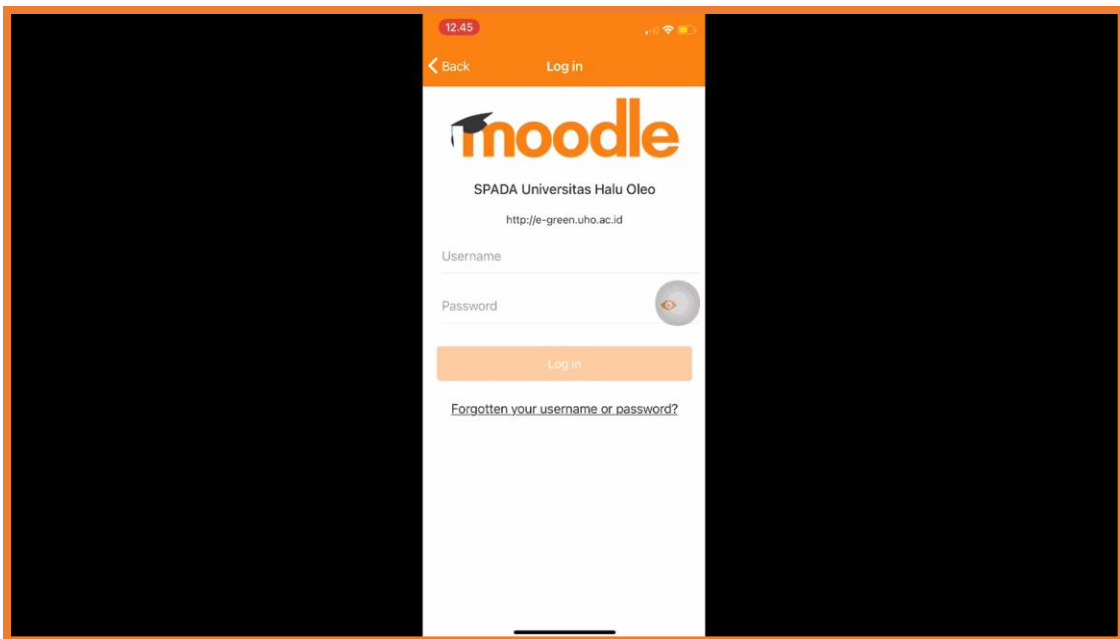 12.45
Back
Log in
moodle
SPADA Universitas Halu Oleo
http://e-green.uho.ac.id
Username
Password
Log in
Forgotten your username or password?